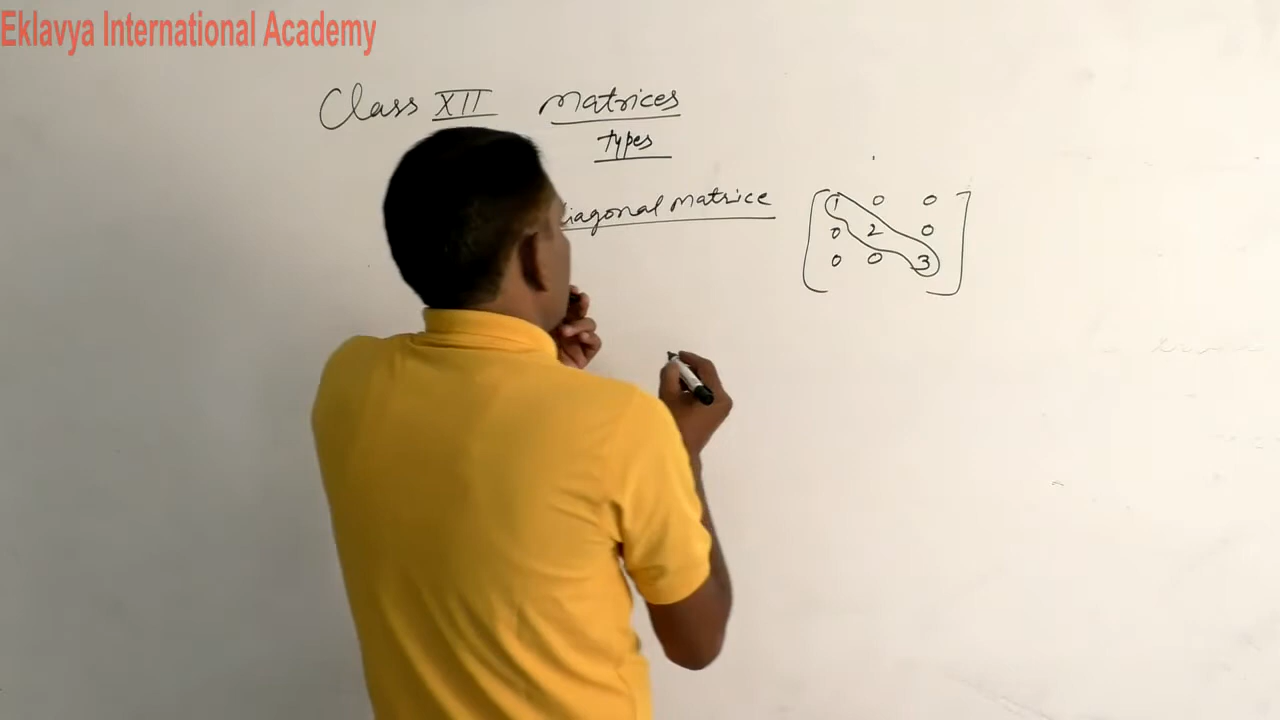 Eklavya International Academy
Class XII Matrices
types
iagonal Matrice
1 0 0
0 2 0
0 0 3